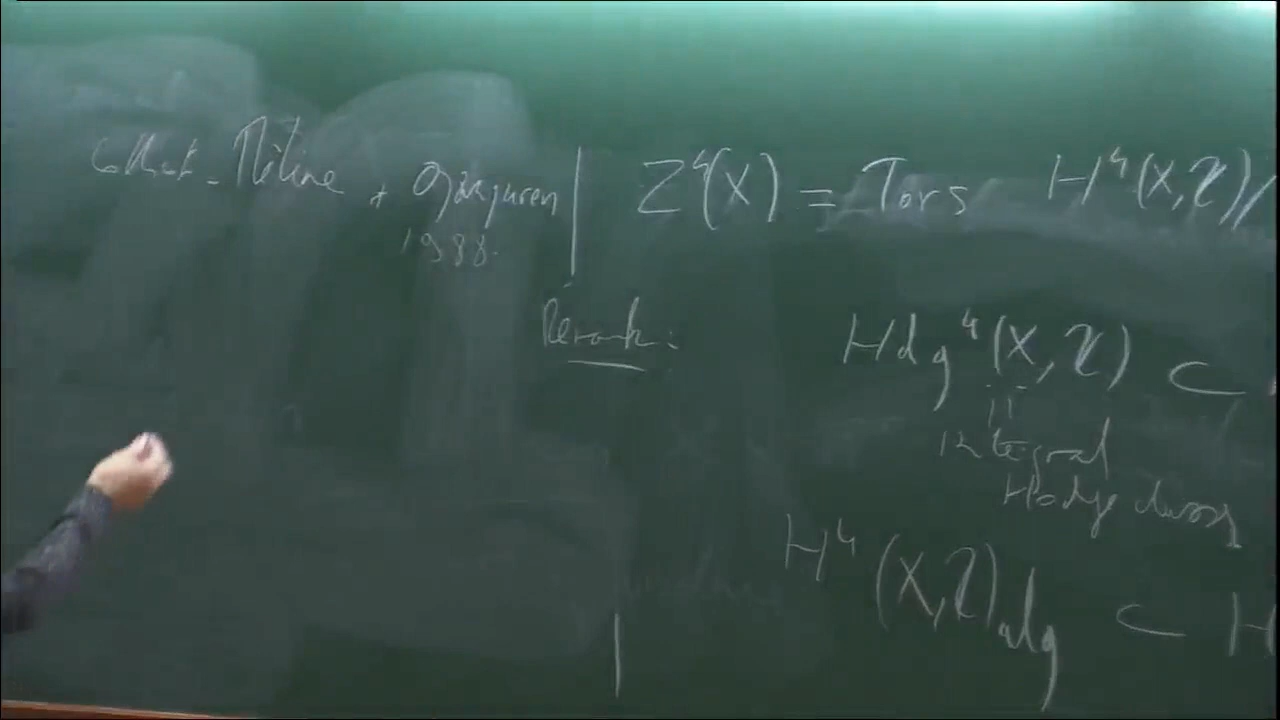 Colliot-Thélène + Ojanguren
1988.
Z⁴(X) = Tors H⁴(X,ℤ)/
Remark:
Hdg⁴(X,ℤ) ⊂
integral
Hodge classes
H⁴(X,ℤ)alg ⊂ H